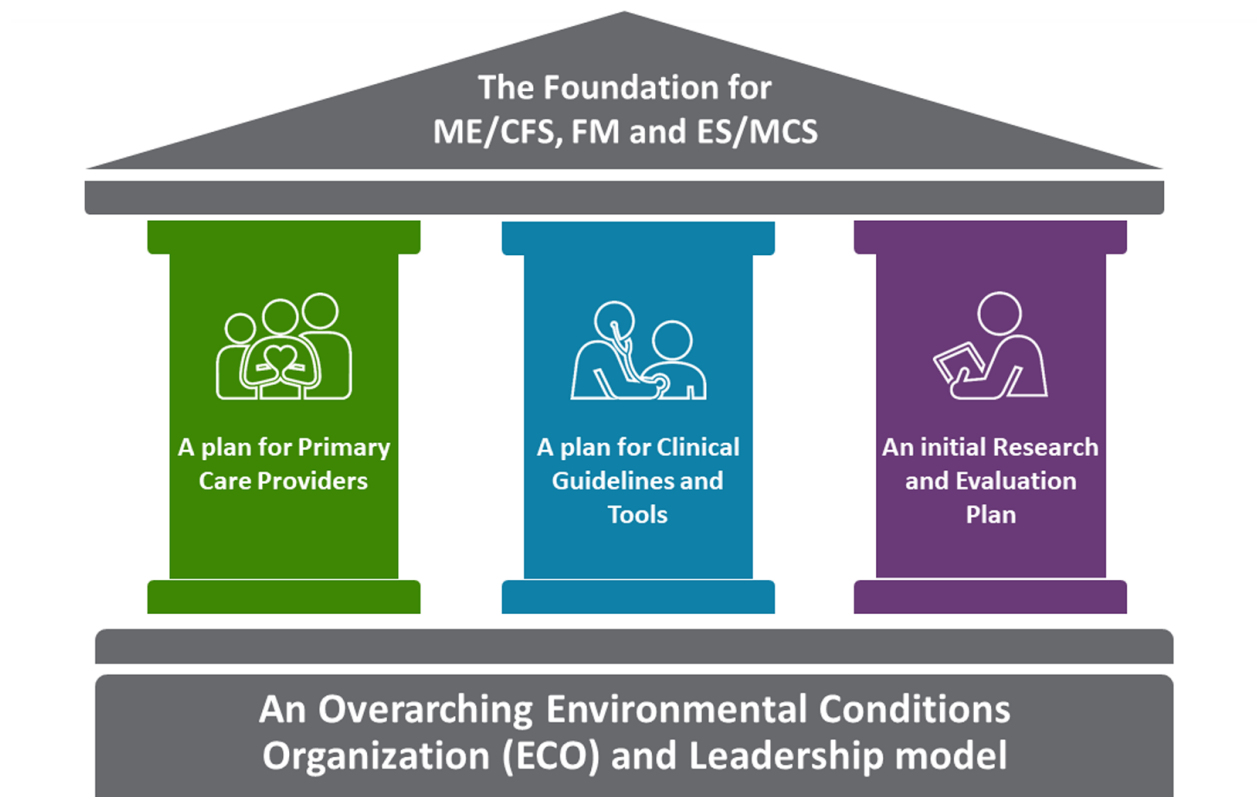 The Foundation for
ME/CFS, FM and ES/MCS
A plan for Primary
Care Providers
A plan for Clinical
Guidelines and
Tools
An initial Research
and Evaluation
Plan
An Overarching Environmental Conditions
Organization (ECO) and Leadership model